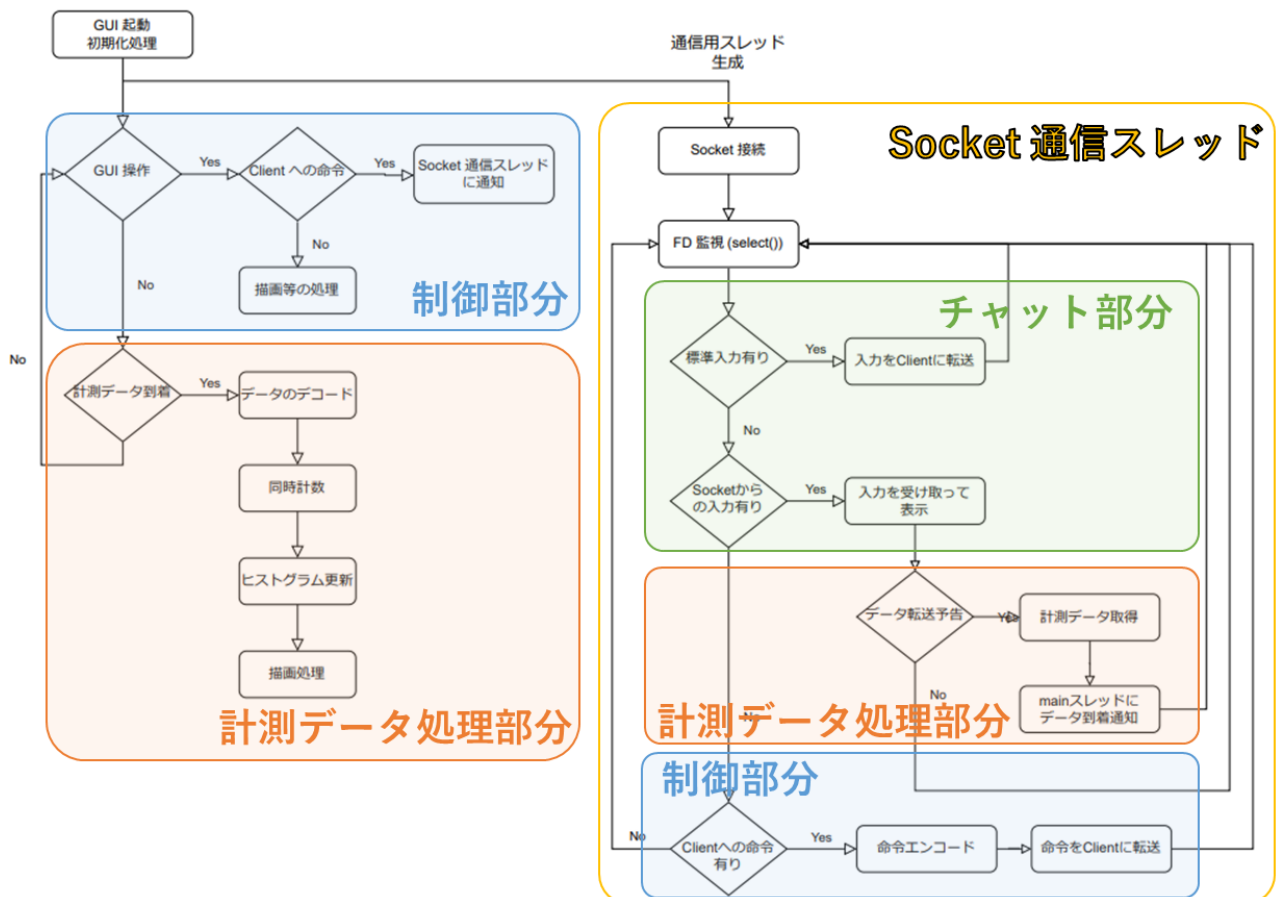 GUI 起動
初期化処理
通信用スレッド
生成
GUI 操作
Yes
Client への命令
Yes
Socket 通信スレッド
に通知
No
描画等の処理
No
制御部分
No
計測データ到着
Yes
データのデコード
同時計数
ヒストグラム更新
描画処理
計測データ処理部分
Socket 通信スレッド
Socket 接続
FD 監視 (select())
チャット部分
標準入力有り
Yes
入力をClientに転送
No
Socketから
の入力有り
Yes
入力を受け取って
表示
データ転送予告
Yes
計測データ取得
No
mainスレッドに
データ到着通知
No
計測データ処理部分
制御部分
No
Clientへの命令
有り
Yes
命令エンコード
命令をClientに転送